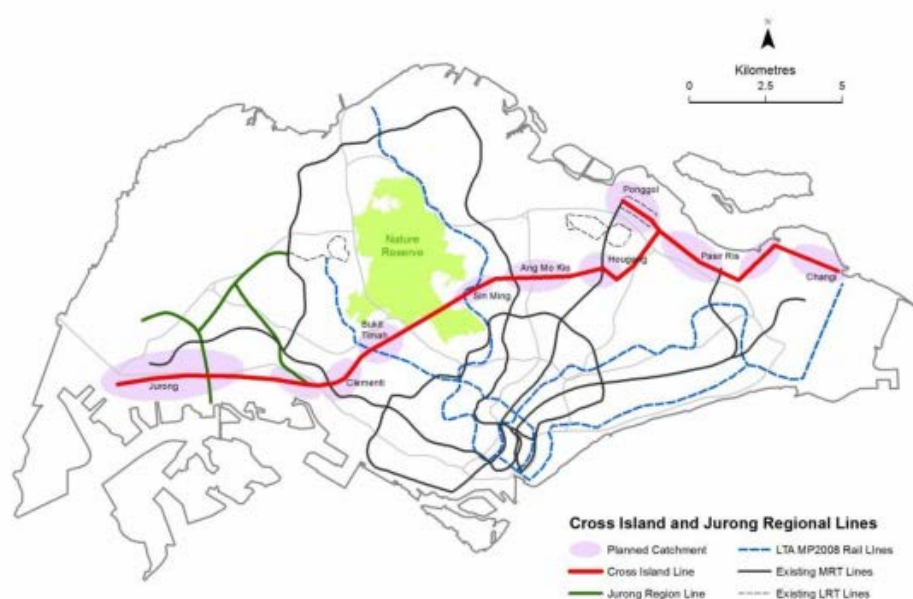 N
Kilometres
0 2.5 5
Ponggol
Nature
Reserve
Pasir Ris
Hougang
Ang Mo Kio
Changi
Sin Ming
Bukit
Timah
Clementi
Jurong
Cross Island and Jurong Regional Lines
Planned Catchment
LTA MP2008 Rail Lines
Cross Island Line
Existing MRT Lines
Jurong Region Line
Existing LRT Lines